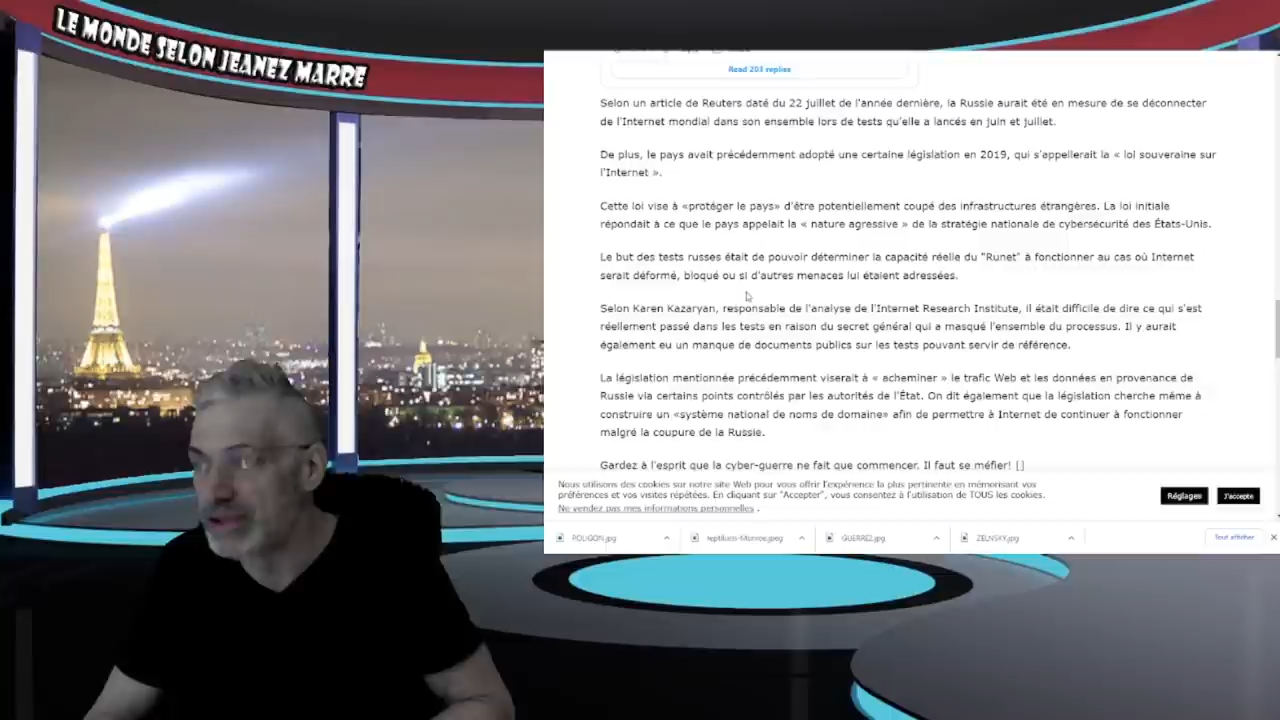 LE MONDE SELON JEANEZ MARRE
Read 203 replies
Selon un article de Reuters daté du 22 juillet de l'année dernière, la Russie aurait été en mesure de se déconnecter
de l'Internet mondial dans son ensemble lors de tests qu'elle a lancés en juin et juillet.
De plus, le pays avait précédemment adopté une certaine législation en 2019, qui s'appellerait la « loi souveraine sur
l'Internet ».
Cette loi vise à «protéger le pays» d'être potentiellement coupé des infrastructures étrangères. La loi initiale
répondait à ce que le pays appelait la « nature agressive » de la stratégie nationale de cybersécurité des États-Unis.
Le but des tests russes était de pouvoir déterminer la capacité réelle du "Runet" à fonctionner au cas où Internet
serait déformé, bloqué ou si d'autres menaces lui étaient adressées.
Selon Karen Kazaryan, responsable de l'analyse de l'Internet Research Institute, il était difficile de dire ce qui s'est
réellement passé dans les tests en raison du secret général qui a masqué l'ensemble du processus. Il y aurait
également eu un manque de documents publics sur les tests pouvant servir de référence.
La législation mentionnée précédemment viserait à « acheminer » le trafic Web et les données en provenance de
Russie via certains points contrôlés par les autorités de l'État. On dit également que la législation cherche même à
construire un «système national de noms de domaine» afin de permettre à Internet de continuer à fonctionner
malgré la coupure de la Russie.
Gardez à l'esprit que la cyber-guerre ne fait que commencer. Il faut se méfier! []
Nous utilisons des cookies sur notre site Web pour vous offrir l'expérience la plus pertinente en mémorisant vos
préférences et vos visites répétées. En cliquant sur "Accepter", vous consentez à l'utilisation de TOUS les cookies.
Ne vendez pas mes informations personnelles .
Réglages J'accepte
POLIGON.jpg reptiliens-Monroe.jpeg GUERRE2.jpg ZELNSKY.jpg Tout afficher